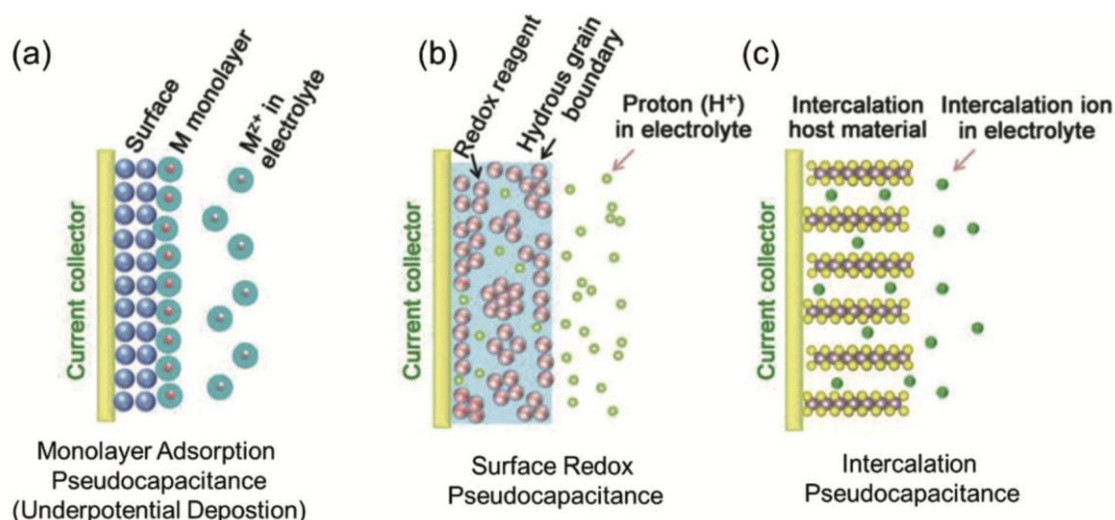 (a)
Surface
M monolayer
M²⁺ in
electrolyte
Current collector
Monolayer Adsorption
Pseudocapacitance
(Underpotential Depostion)
(b)
Redox reagent
Hydrous grain
boundary
Proton (H⁺)
in electrolyte
Current collector
Surface Redox
Pseudocapacitance
(c)
Intercalation
host material
Intercalation ion
in electrolyte
Current collector
Intercalation
Pseudocapacitance